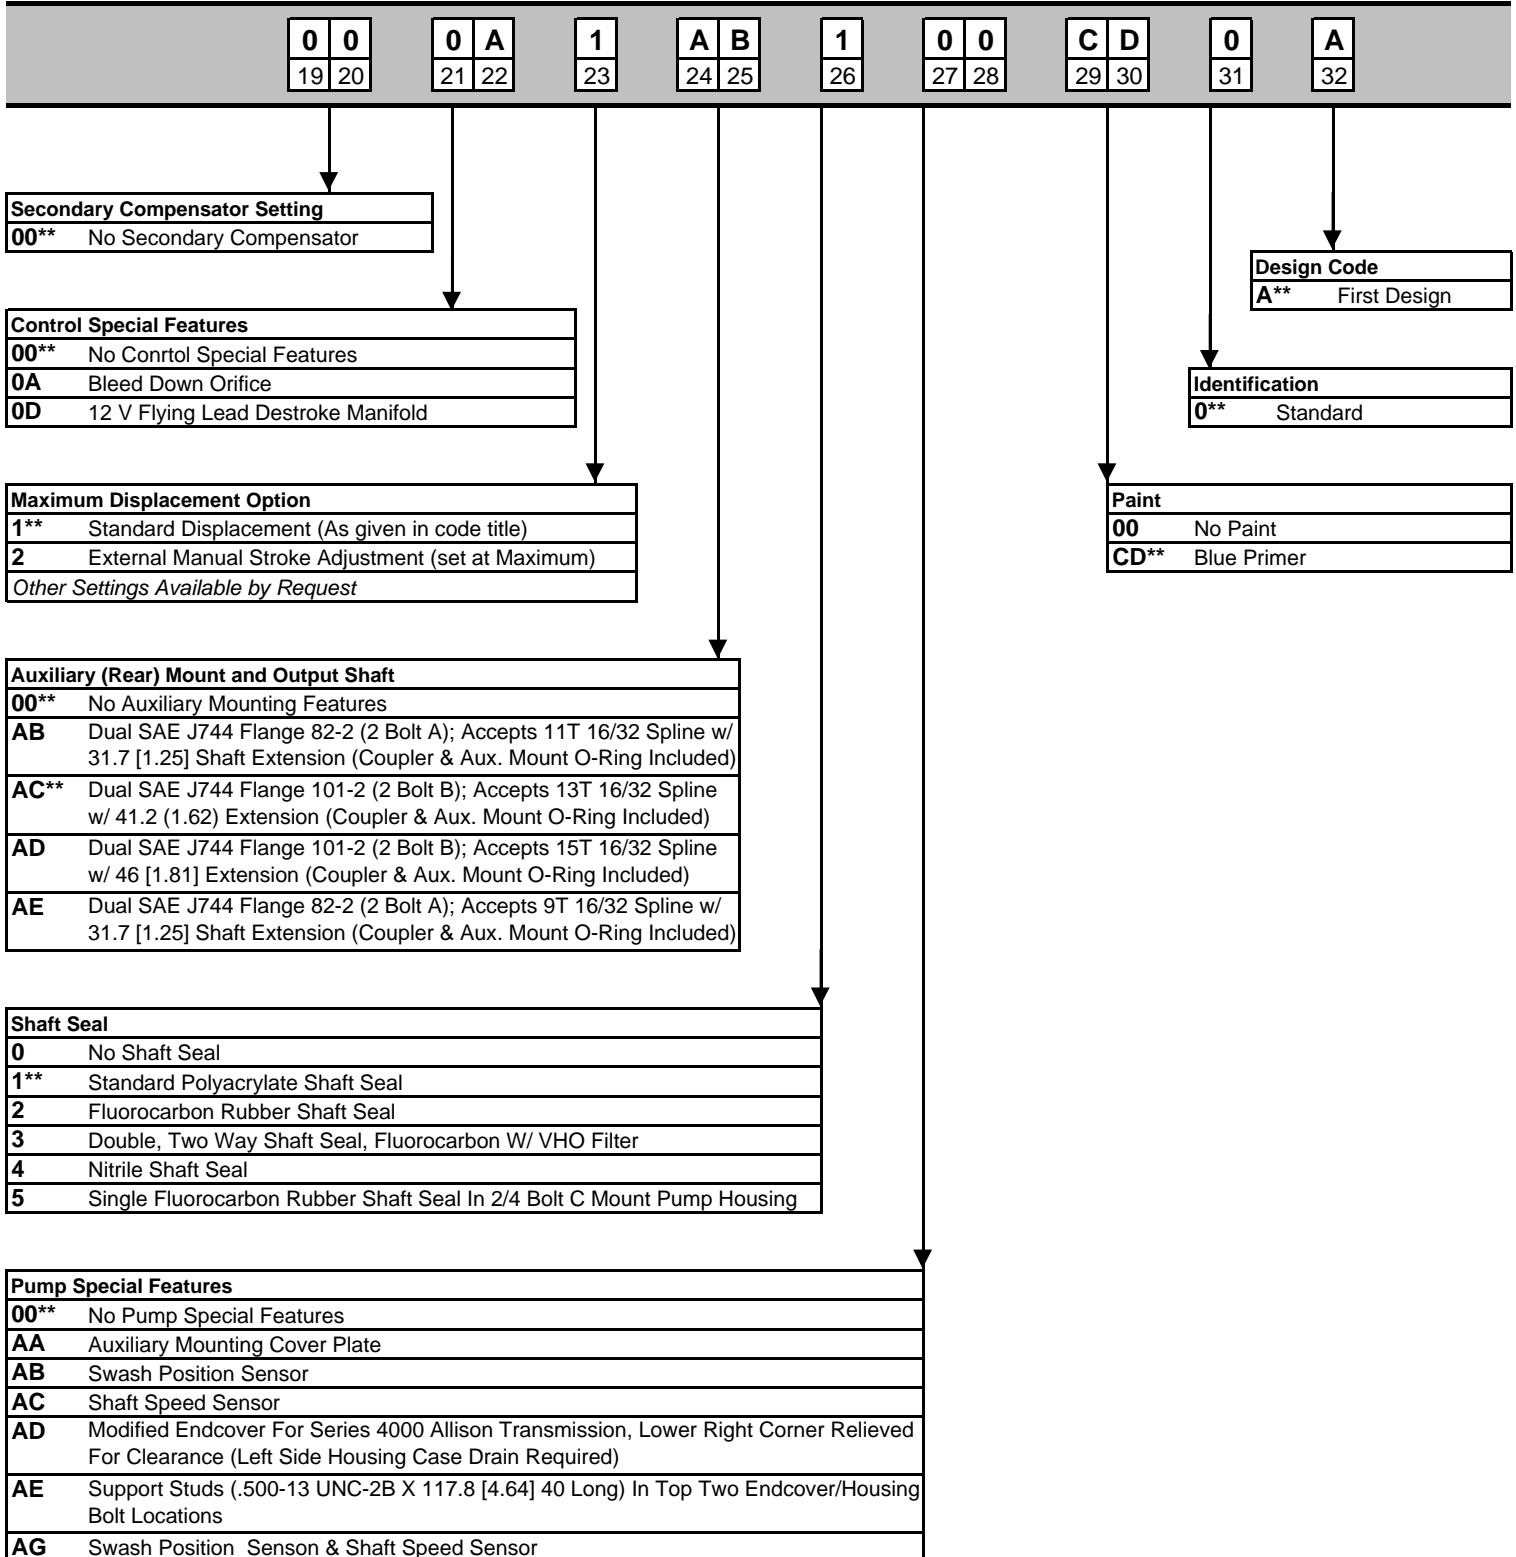 0 0 0 A 1 A B 1 0 0 C D 0 A
19 20 21 22 23 24 25 26 27 28 29 30 31 32
Secondary Compensator Setting
00** No Secondary Compensator
Design Code
A** First Design
Control Special Features
00** No Conrtol Special Features
0A Bleed Down Orifice
0D 12 V Flying Lead Destroke Manifold
Identification
0** Standard
Maximum Displacement Option
1** Standard Displacement (As given in code title)
2 External Manual Stroke Adjustment (set at Maximum)
Other Settings Available by Request
Paint
00 No Paint
CD** Blue Primer
Auxiliary (Rear) Mount and Output Shaft
00** No Auxiliary Mounting Features
AB Dual SAE J744 Flange 82-2 (2 Bolt A); Accepts 11T 16/32 Spline w/
31.7 [1.25] Shaft Extension (Coupler & Aux. Mount O-Ring Included)
AC** Dual SAE J744 Flange 101-2 (2 Bolt B); Accepts 13T 16/32 Spline
w/ 41.2 (1.62) Extension (Coupler & Aux. Mount O-Ring Included)
AD Dual SAE J744 Flange 101-2 (2 Bolt B); Accepts 15T 16/32 Spline
w/ 46 [1.81] Extension (Coupler & Aux. Mount O-Ring Included)
AE Dual SAE J744 Flange 82-2 (2 Bolt A); Accepts 9T 16/32 Spline w/
31.7 [1.25] Shaft Extension (Coupler & Aux. Mount O-Ring Included)
Shaft Seal
0 No Shaft Seal
1** Standard Polyacrylate Shaft Seal
2 Fluorocarbon Rubber Shaft Seal
3 Double, Two Way Shaft Seal, Fluorocarbon W/ VHO Filter
4 Nitrile Shaft Seal
5 Single Fluorocarbon Rubber Shaft Seal In 2/4 Bolt C Mount Pump Housing
Pump Special Features
00** No Pump Special Features
AA Auxiliary Mounting Cover Plate
AB Swash Position Sensor
AC Shaft Speed Sensor
AD Modified Endcover For Series 4000 Allison Transmission, Lower Right Corner Relieved
For Clearance (Left Side Housing Case Drain Required)
AE Support Studs (.500-13 UNC-2B X 117.8 [4.64] 40 Long) In Top Two Endcover/Housing
Bolt Locations
AG Swash Position Senson & Shaft Speed Sensor